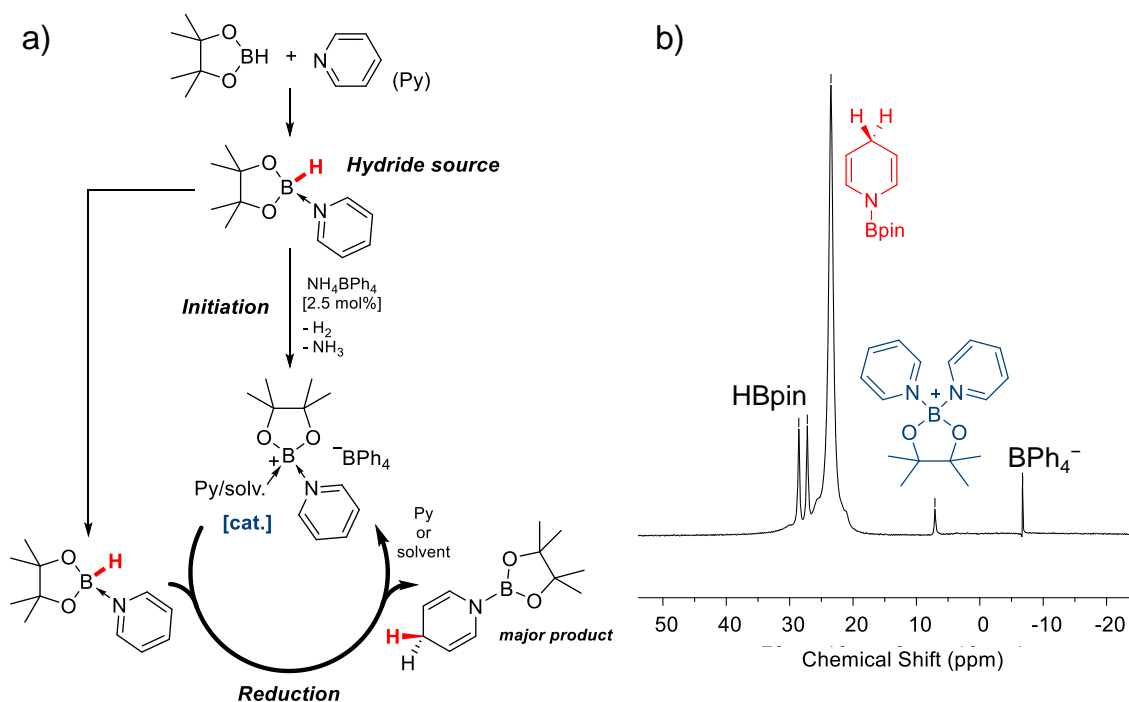 a)
O
BH
O
+
N
(Py)
O
B
O
H
N
Hydride source
Initiation
NH₄BPh₄
[2.5 mol%]
- H₂
- NH₃
O
O
B
+
⁻BPh₄
Py/solv.
N
[cat.]
Py
or
solvent
O
B
O
H
N
O
B
O
N
H
H
major product
Reduction
b)
H H
N
Bpin
HBpin
N
N
+
B
O
O
BPh₄⁻
50 40 30 20 10 0 -10 -20
Chemical Shift (ppm)